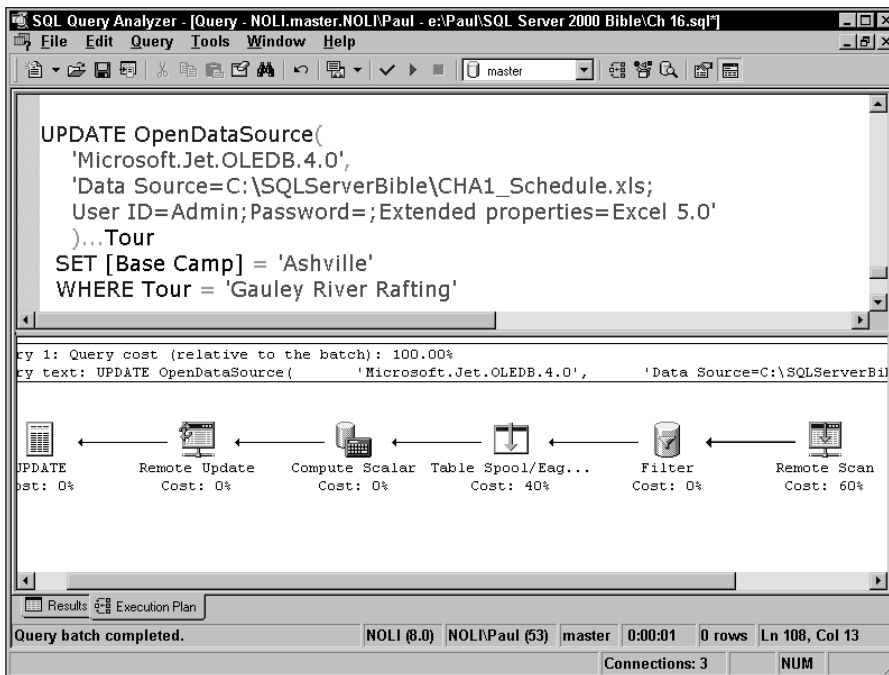 SQL Query Analyzer - [Query - NOLI.master.NOLI\Paul - e:\Paul\SQL Server 2000 Bible\Ch 16.sql*]
File Edit Query Tools Window Help
master
UPDATE OpenDataSource(
'Microsoft.Jet.OLEDB.4.0',
'Data Source=C:\SQLServerBible\CHA1_Schedule.xls;
User ID=Admin;Password=;Extended properties=Excel 5.0'
)...Tour
SET [Base Camp] = 'Ashville'
WHERE Tour = 'Gauley River Rafting'
ry 1: Query cost (relative to the batch): 100.00%
ry text: UPDATE OpenDataSource( 'Microsoft.Jet.OLEDB.4.0', 'Data Source=C:\SQLServerBi
UPDATE Remote Update Compute Scalar Table Spool/Eag... Filter Remote Scan
ost: 0% Cost: 0% Cost: 0% Cost: 40% Cost: 0% Cost: 60%
Results Execution Plan
Query batch completed. NOLI (8.0) NOLI\Paul (53) master 0:00:01 0 rows Ln 108, Col 13
Connections: 3 NUM